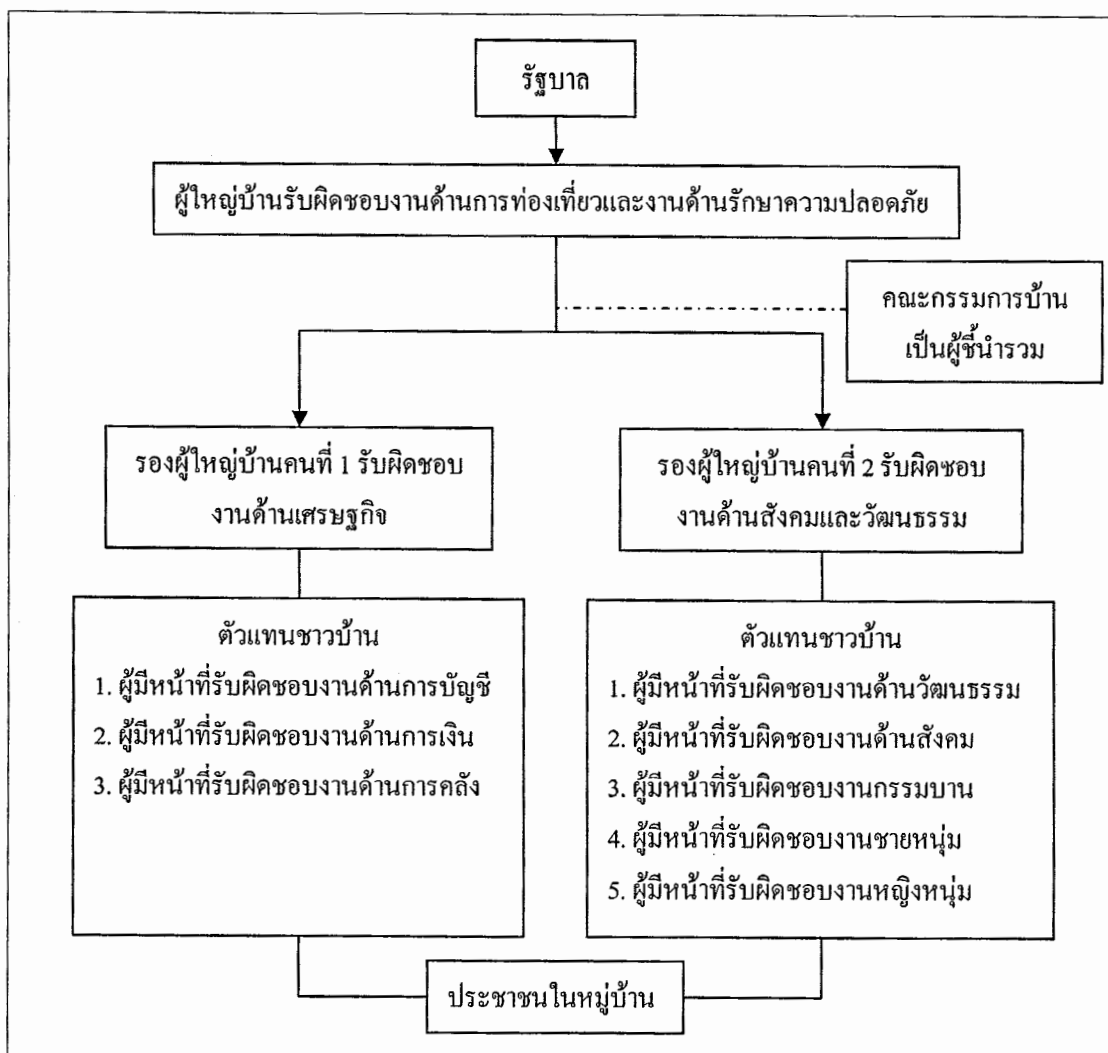 รัฐบาล
ผู้ใหญ่บ้านรับผิดชอบงานด้านการท่องเที่ยวและงานด้านรักษาความปลอดภัย
คณะกรรมการบ้าน
เป็นผู้ชี้นำรวม
รองผู้ใหญ่บ้านคนที่ 1 รับผิดชอบ
งานด้านเศรษฐกิจ
รองผู้ใหญ่บ้านคนที่ 2 รับผิดชอบ
งานด้านสังคมและวัฒนธรรม
ตัวแทนชาวบ้าน
1. ผู้มีหน้าที่รับผิดชอบงานด้านการบัญชี
2. ผู้มีหน้าที่รับผิดชอบงานด้านการเงิน
3. ผู้มีหน้าที่รับผิดชอบงานด้านการคลัง
ตัวแทนชาวบ้าน
1. ผู้มีหน้าที่รับผิดชอบงานด้านวัฒนธรรม
2. ผู้มีหน้าที่รับผิดชอบงานด้านสังคม
3. ผู้มีหน้าที่รับผิดชอบงานกรรมบาน
4. ผู้มีหน้าที่รับผิดชอบงานชายหนุ่ม
5. ผู้มีหน้าที่รับผิดชอบงานหญิงหนุ่ม
ประชาชนในหมู่บ้าน